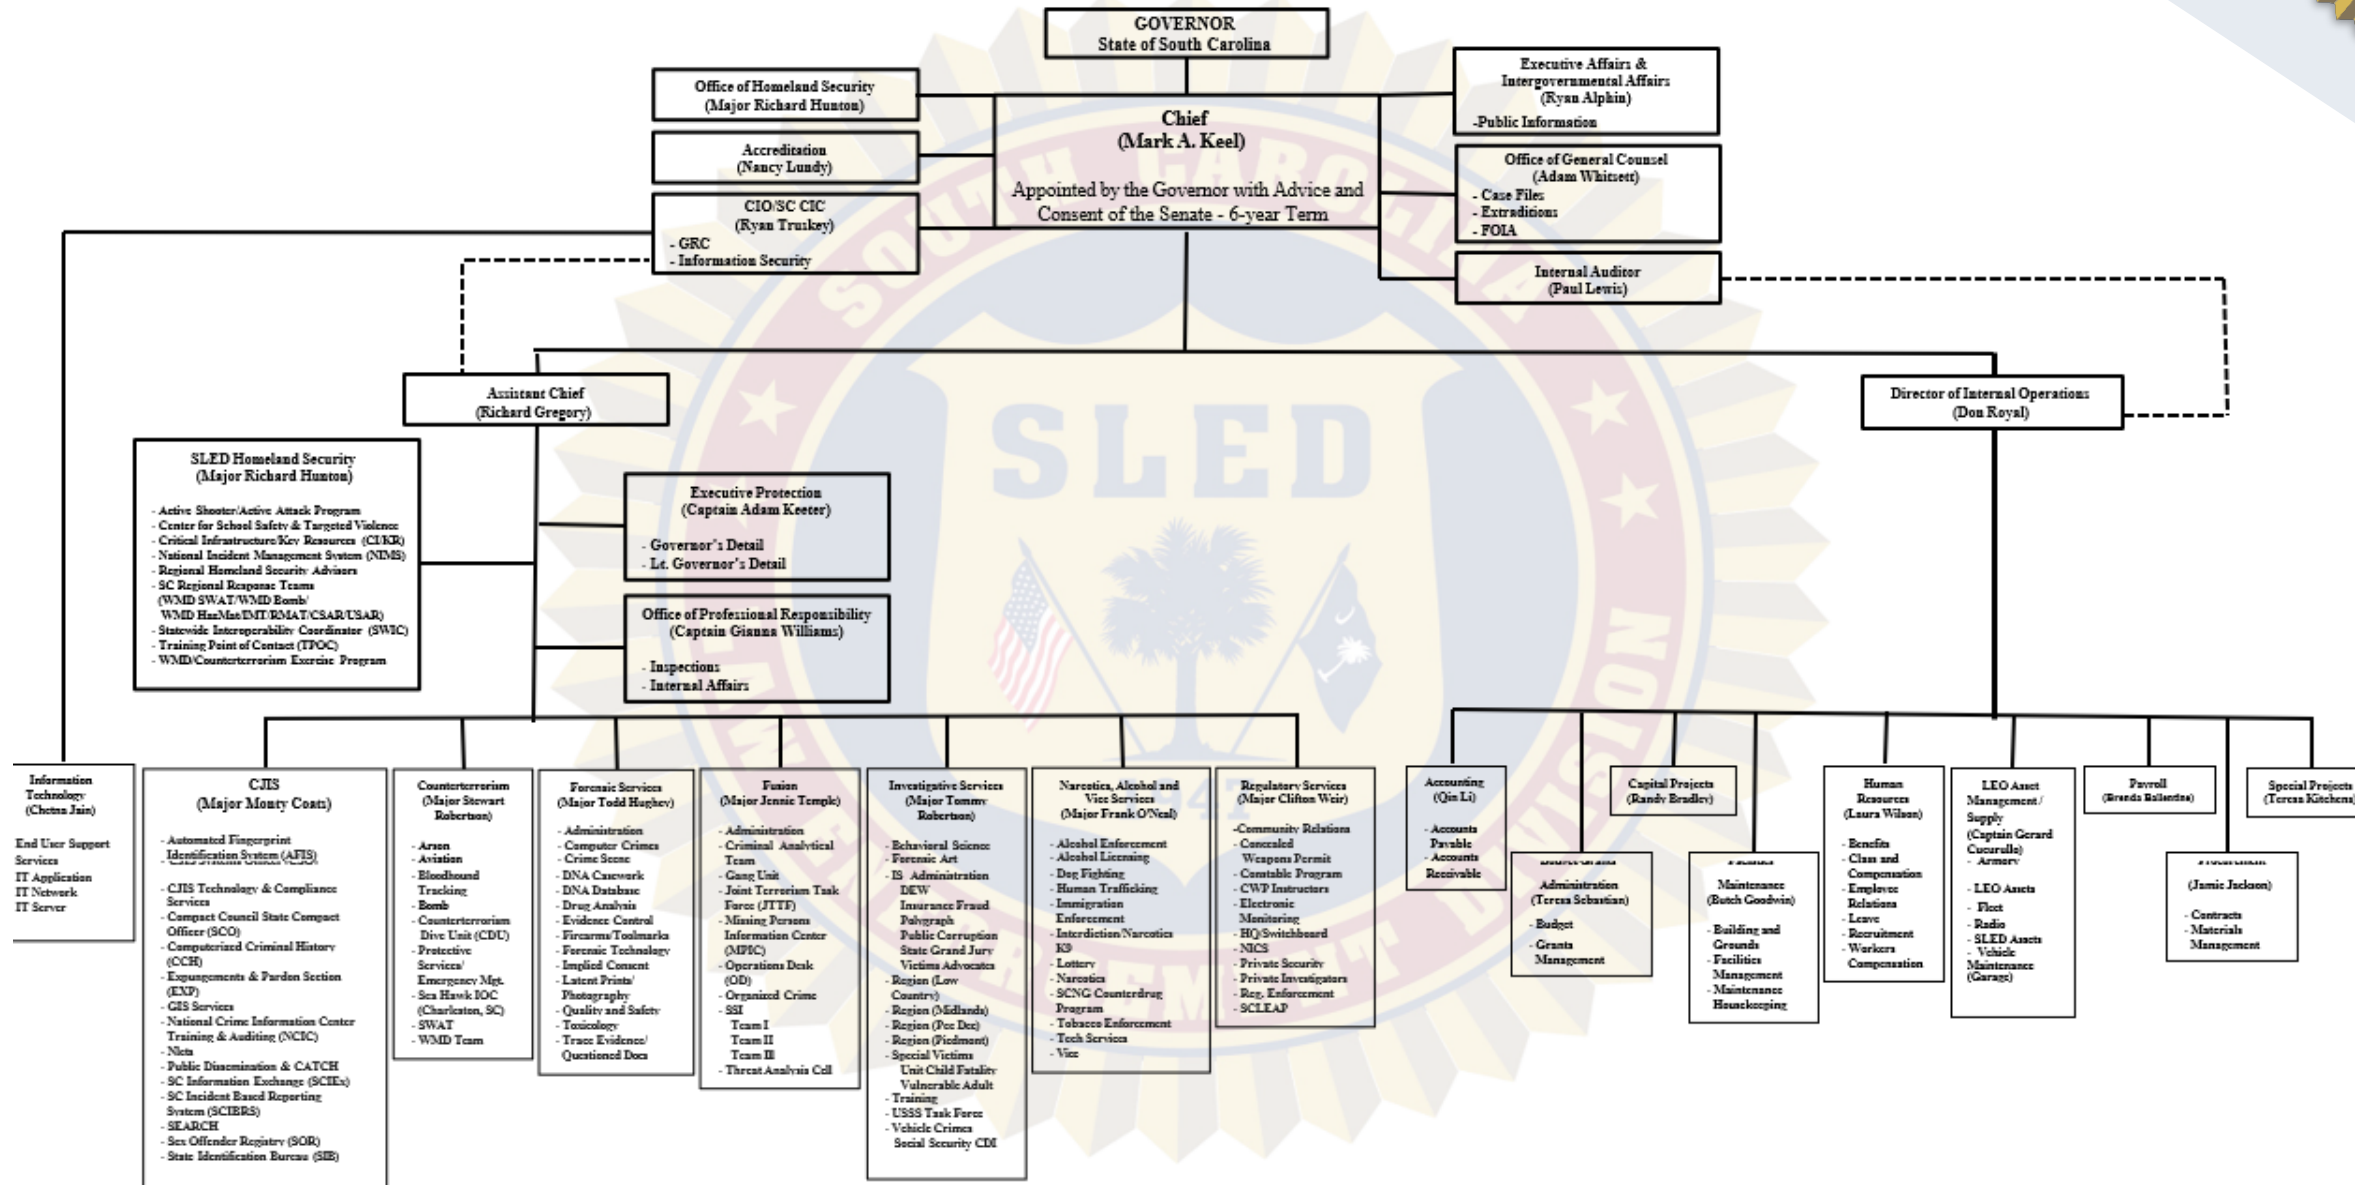 GOVERNOR
State of South Carolina
Office of Homeland Security
(Major Richard Hunton)
Accreditation
(Nancy Lundy)
CIO/SC CIC
(Ryan Truskey)
- GRC
- Information Security
Chief
(Mark A. Keel)
Appointed by the Governor with Advice and
Consent of the Senate - 6-year Term
Executive Affairs &
Intergovernmental Affairs
(Ryan Alphin)
-Public Information
Office of General Counsel
(Adam Whitsett)
- Case Files
- Extraditions
- FOIA
Internal Auditor
(Paul Lewis)
Assistant Chief
(Richard Gregory)
Director of Internal Operations
(Don Royal)
SLED Homeland Security
(Major Richard Hunton)
- Active Shooter/Active Attack Program
- Center for School Safety & Targeted Violence
- Critical Infrastructure/Key Resources (CI/KR)
- National Incident Management System (NIMS)
- Regional Homeland Security Advisors
- SC Regional Response Teams
(WMD SWAT/WMD Bomb/
WMD HazMat/IMT/RMAT/CSAR/USAR)
- Statewide Interoperability Coordinator (SWIC)
- Training Point of Contact (TPOC)
- WMD/Counterterrorism Exercise Program
Executive Protection
(Captain Adam Keeter)
- Governor's Detail
- Lt. Governor's Detail
Office of Professional Responsibility
(Captain Gianna Williams)
- Inspections
- Internal Affairs
SOUTH CAROLINA
SLED
1947
Information
Technology
(Chetna Jain)
End User Support
Services
IT Application
IT Network
IT Server
CJIS
(Major Monty Coats)
- Automated Fingerprint
Identification System (AFIS)
- CJIS Technology & Compliance
Services
- Compact Council State Compact
Officer (SCO)
- Computerized Criminal History
(CCH)
- Expungements & Pardon Section
(EXP)
- GIS Services
- National Crime Information Center
Training & Auditing (NCIC)
- Nlets
- Public Dissemination & CATCH
- SC Information Exchange (SCIEx)
- SC Incident Based Reporting
System (SCIBRS)
- SEARCH
- Sex Offender Registry (SOR)
- State Identification Bureau (SIB)
Counterterrorism
(Major Stewart
Robertson)
- Arson
- Aviation
- Bloodhound
Tracking
- Bomb
- Counterterrorism
Dive Unit (CDU)
- Protective
Services/
Emergency Mgt.
- Sea Hawk IOC
(Charleston, SC)
- SWAT
- WMD Team
Forensic Services
(Major Todd Hughey)
- Administration
- Computer Crimes
- Crime Scene
- DNA Casework
- DNA Database
- Drug Analysis
- Evidence Control
- Firearms/Toolmarks
- Forensic Technology
- Implied Consent
- Latent Prints/
Photography
- Quality and Safety
- Toxicology
- Trace Evidence/
Questioned Docs
Fusion
(Major Jennie Temple)
- Administration
- Criminal Analytical
Team
- Gang Unit
- Joint Terrorism Task
Force (JTTF)
- Missing Persons
Information Center
(MPIC)
- Operations Desk
(OD)
- Organized Crime
- SSI
Team I
Team II
Team III
- Threat Analysis Cell
Investigative Services
(Major Tommy
Robertson)
- Behavioral Science
- Forensic Art
- IS Administration
DEW
Insurance Fraud
Polygraph
Public Corruption
State Grand Jury
Victims Advocates
- Region (Low
Country)
- Region (Midlands)
- Region (Pee Dee)
- Region (Piedmont)
- Special Victims
Unit Child Fatality
Vulnerable Adult
- Training
- USSS Task Force
- Vehicle Crimes
Social Security CDI
Narcotics, Alcohol and
Vice Services
(Major Frank O'Neal)
- Alcohol Enforcement
- Alcohol Licensing
- Dog Fighting
- Human Trafficking
- Immigration
Enforcement
- Interdiction/Narcotics
K9
- Lottery
- Narcotics
- SCNG Counterdrug
Program
- Tobacco Enforcement
- Tech Services
- Vice
Regulatory Services
(Major Clifton Weir)
-Community Relations
- Concealed
Weapons Permit
- Constable Program
- CWP Instructors
- Electronic
Monitoring
- HQ/Switchboard
- NICS
- Private Security
- Private Investigators
- Reg. Enforcement
- SCLEAP
Accounting
(Qin Li)
- Accounts
Payable
- Accounts
Receivable
Administration
(Teresa Sebastian)
- Budget
- Grants
Management
Capital Projects
(Randy Bradley)
Maintenance
(Butch Goodwin)
- Building and
Grounds
- Facilities
Management
- Maintenance
Housekeeping
Human
Resources
(Laura Wilson)
- Benefits
- Class and
Compensation
- Employee
Relations
- Leave
- Recruitment
- Workers
Compensation
LEO Asset
Management/
Supply
(Captain Gerard
Cucurullo)
- Armory
- LEO Assets
- Fleet
- Radio
- SLED Assets
- Vehicle
Maintenance
(Garage)
Payroll
(Brenda Ballentine)
Procurement
(Jamie Jackson)
- Contracts
- Materials
Management
Special Projects
(Teresa Kitchens)